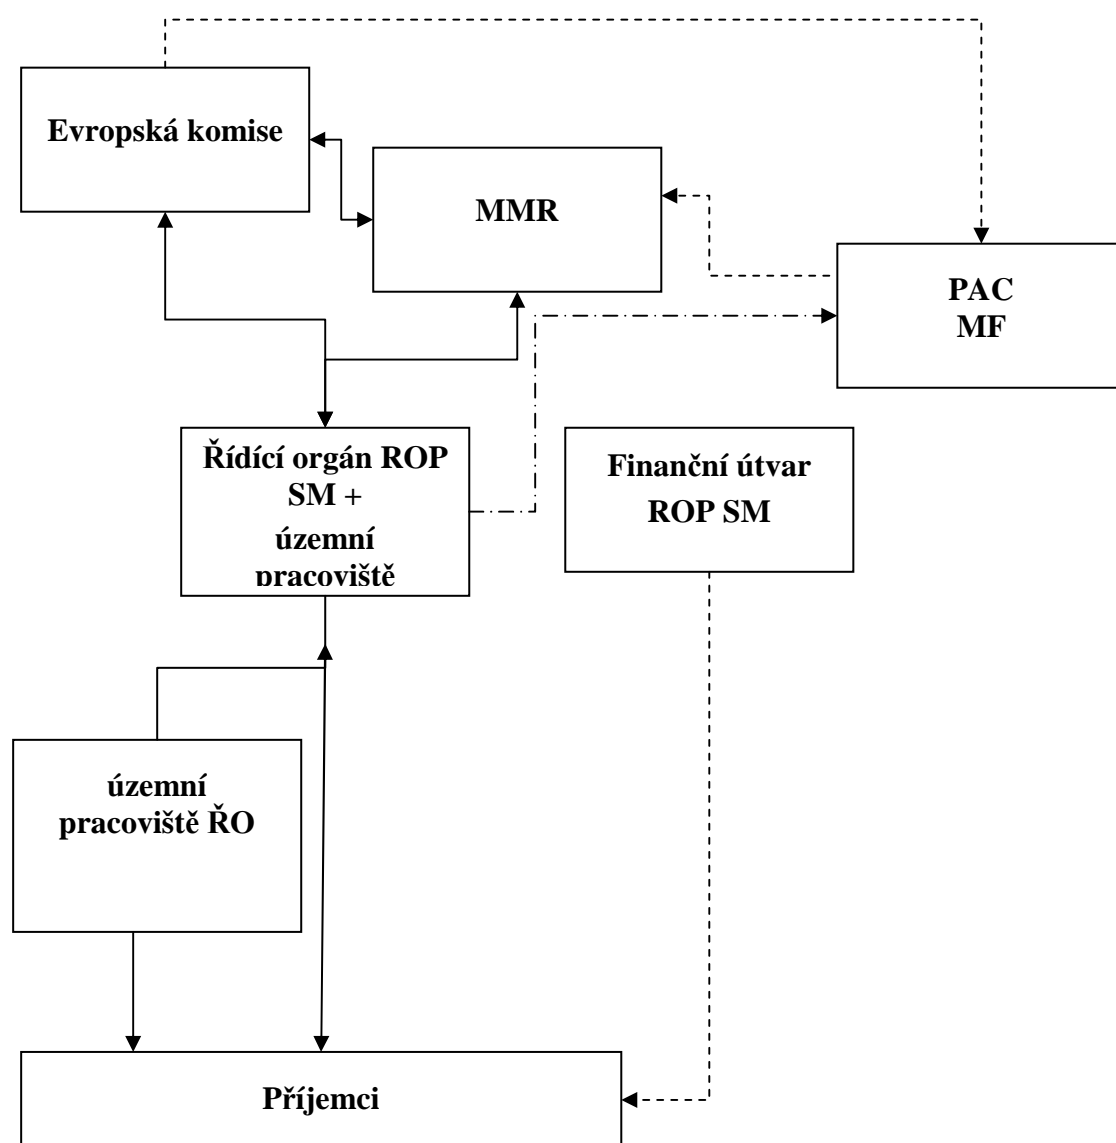 Evropská komise
MMR
PAC
MF
Řídící orgán ROP
SM +
územní
pracoviště
Finanční útvar
ROP SM
územní
pracoviště ŘO
Příjemci